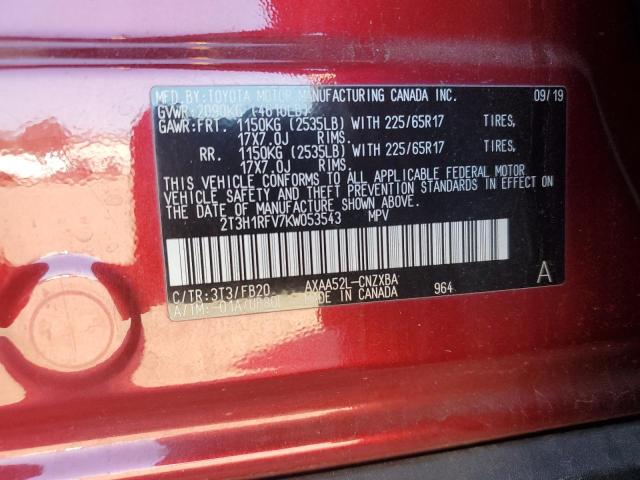 MFD.BY:TOYOTA MOTOR MANUFACTURING CANADA INC. 09/19
GVWR:2090KG (4610LB)
GAWR:FRT. 1150KG (2535LB) WITH 225/65R17 TIRES,
17X7.0J RIMS.
RR. 1150KG (2535LB) WITH 225/65R17 TIRES,
17X7.0J RIMS.
THIS VEHICLE CONFORMS TO ALL APPLICABLE FEDERAL MOTOR
VEHICLE SAFETY AND THEFT PREVENTION STANDARDS IN EFFECT ON
THE DATE OF MANUFACTURE SHOWN ABOVE.
2T3H1RFV7KW053543 MPV
C/TR:3T3/FB20 AXAA52L-CNZXBA A
A/TM:-01A/UB80F MADE IN CANADA 964